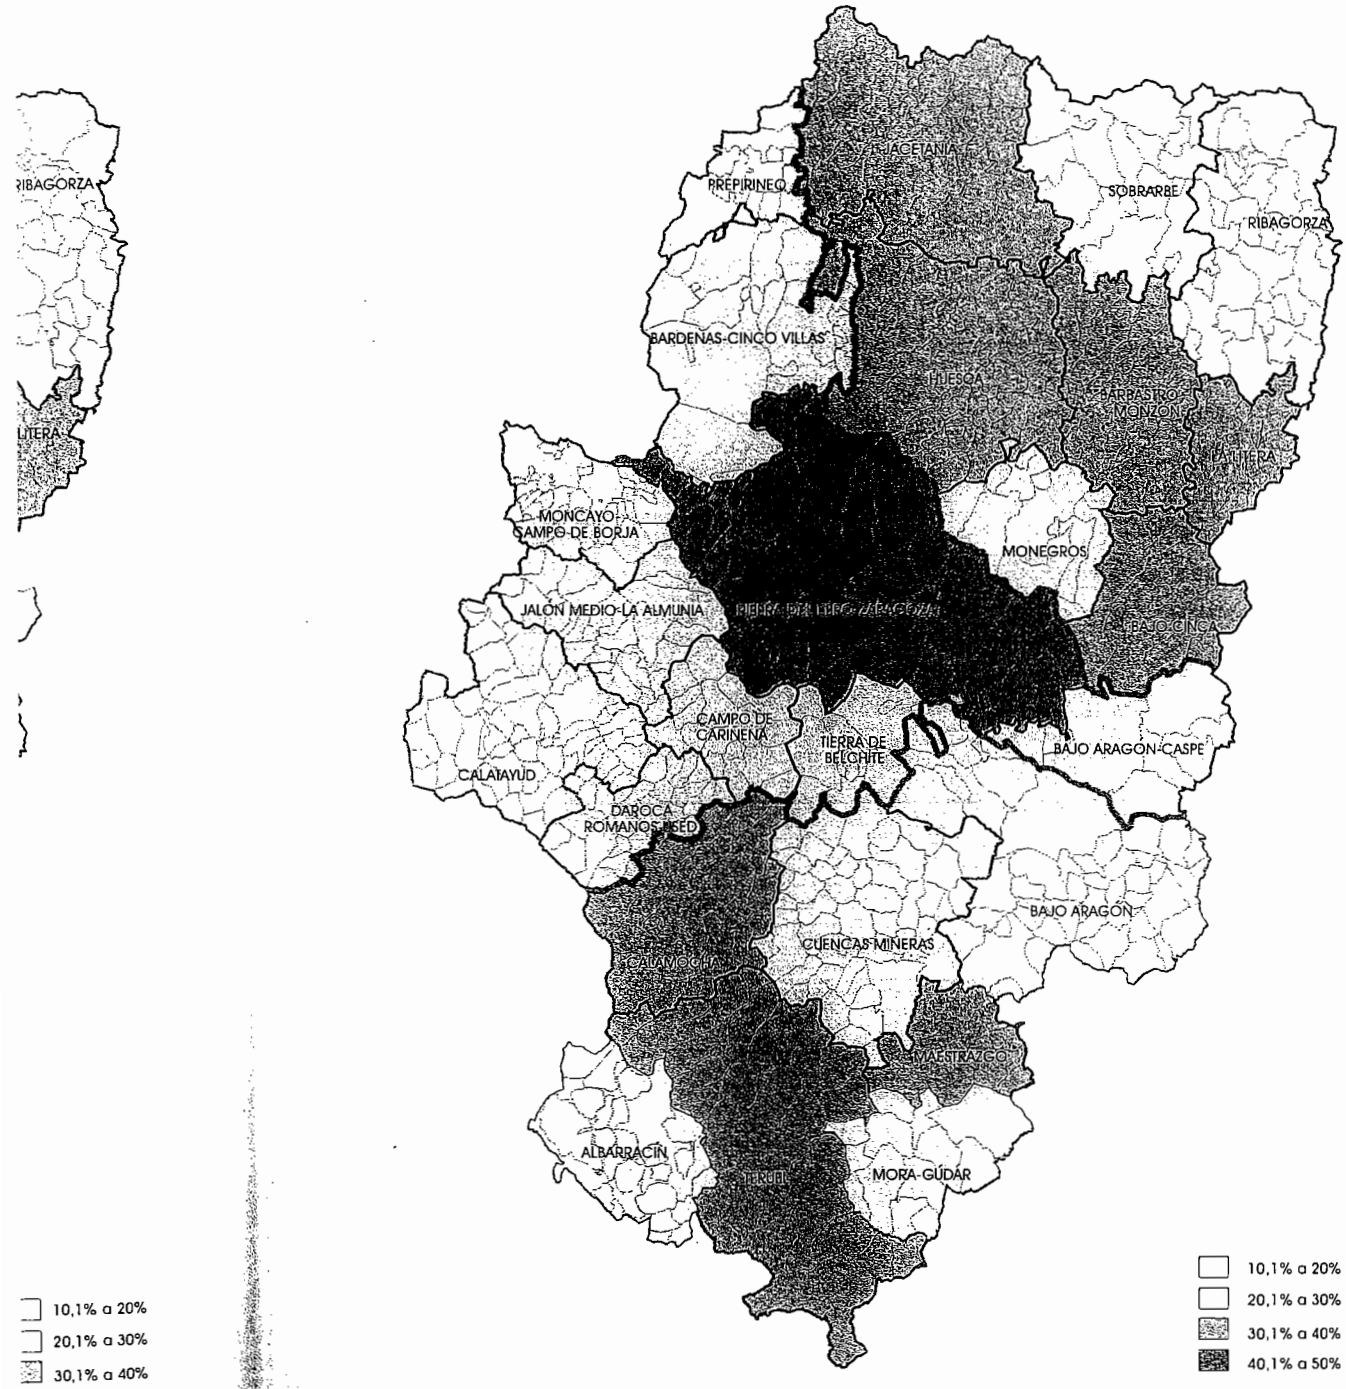 RIBAGORZA
LITERA
10,1% a 20%
20,1% a 30%
30,1% a 40%
JACETANIA
PREPIRINEO
SOBRARBE
RIBAGORZA
BARDENAS-CINCO VILLAS
HUESCA
BARBASTRO-
MONZON
LA LITERA
MONCAYO-
CAMPO DE BORJA
MONEGROS
JALÓN MEDIO-LA ALMUNIA
RIBERA DEL EBRO-ZARAGOZA
BAJO CINCA
CAMPO DE
CARIÑENA
TIERRA DE
BELCHITE
BAJO ARAGÓN-CASPE
CALATAYUD
DAROCA
ROMANOS-USED
BAJO ARAGÓN
CUENCAS MINERAS
CALAMOCHA
MAESTRAZGO
ALBARRACÍN
TERUEL
MORA-GÚDAR
10,1% a 20%
20,1% a 30%
30,1% a 40%
40,1% a 50%